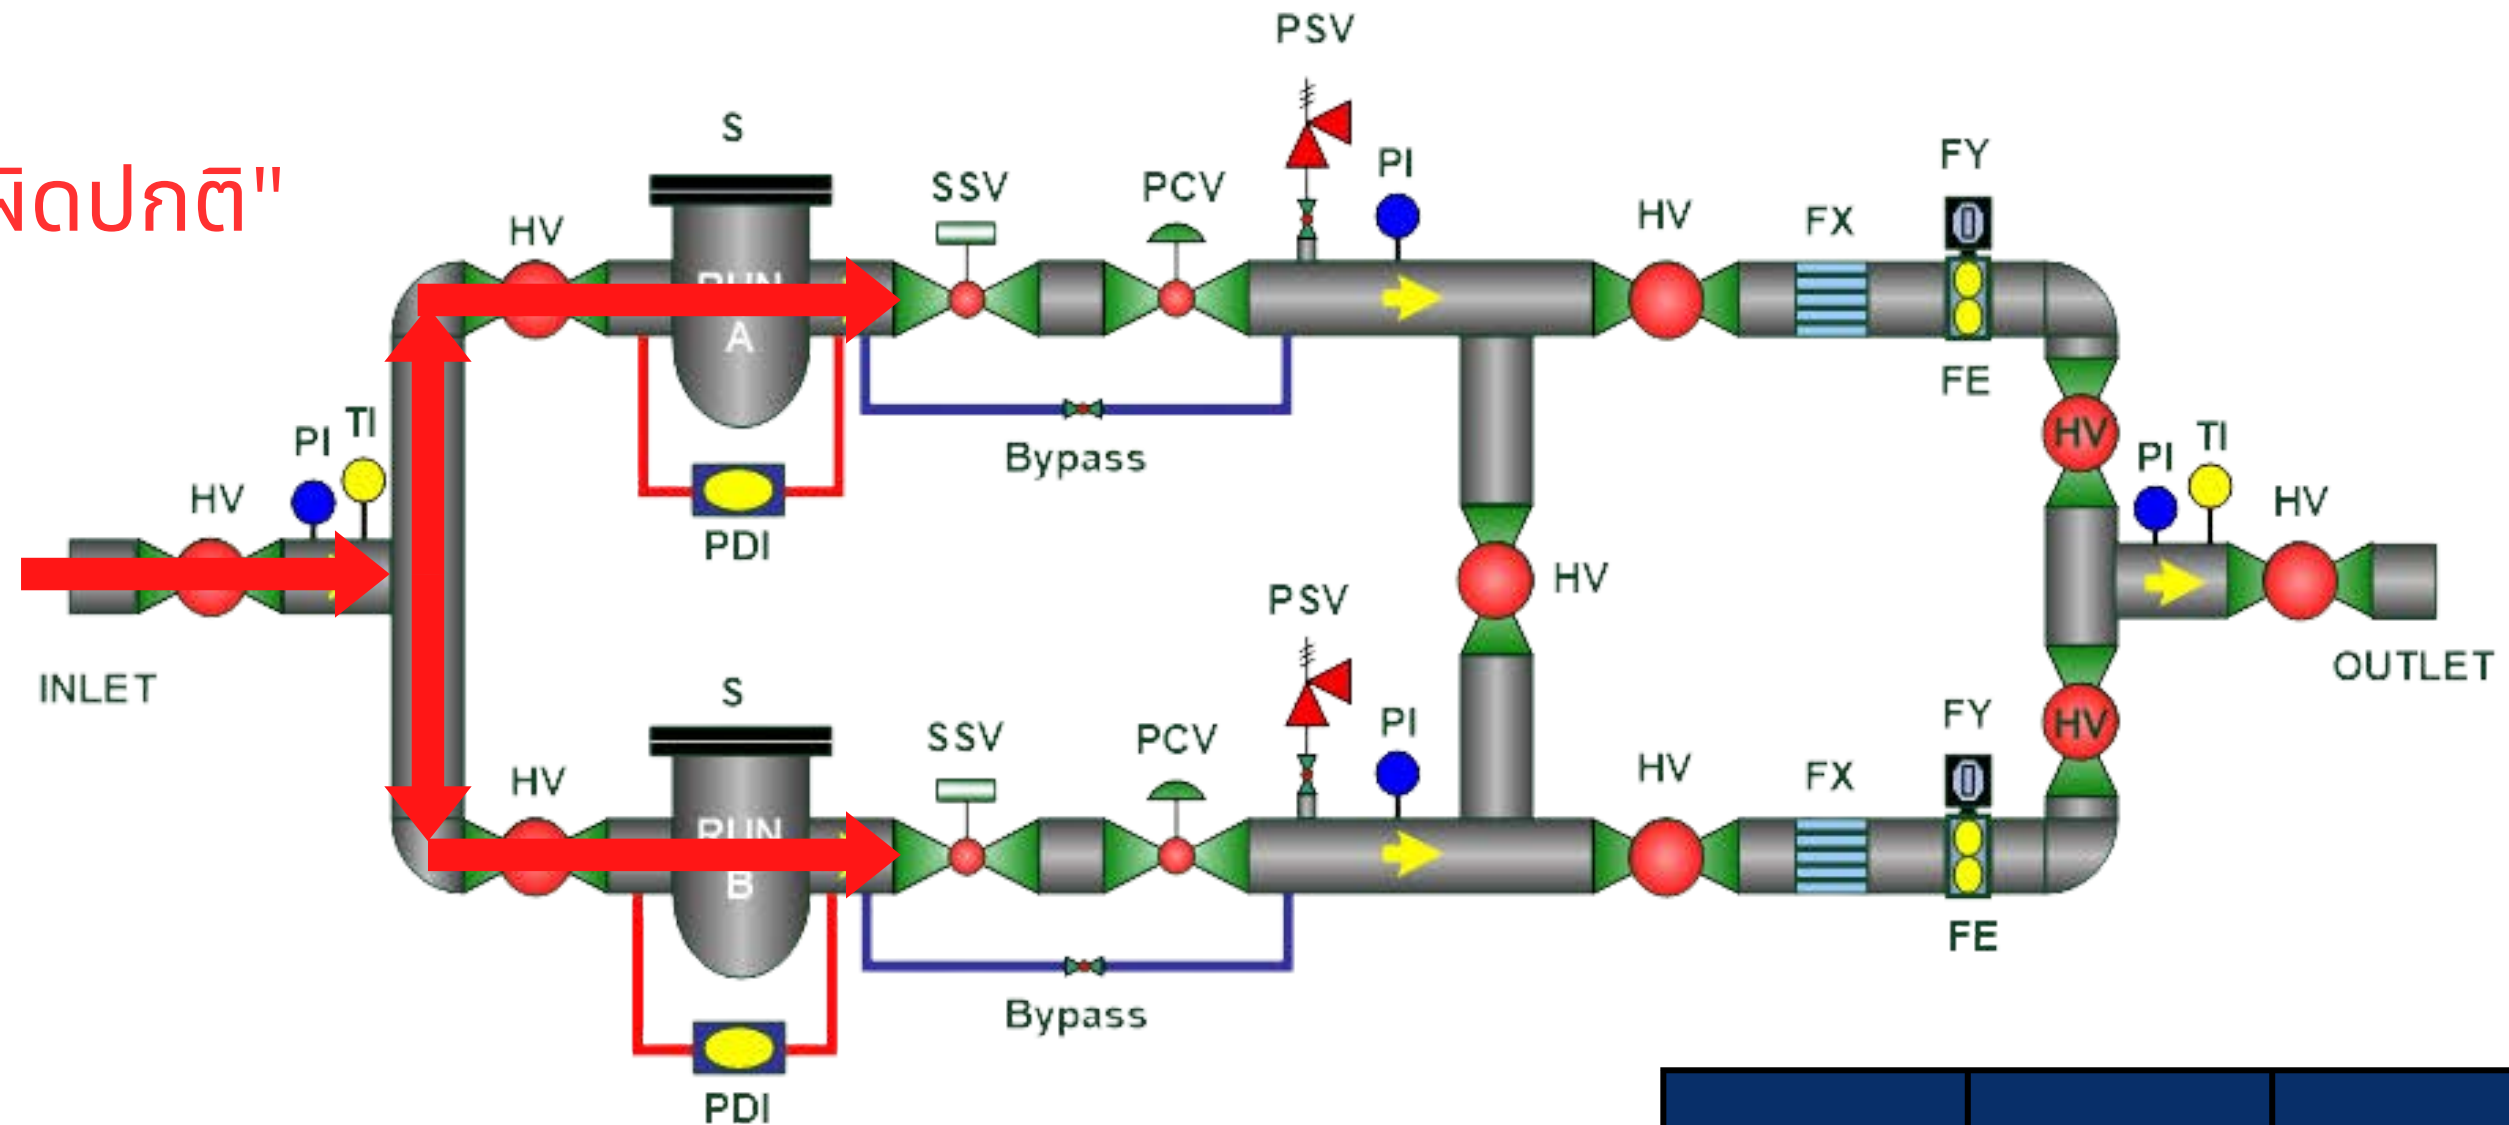 PSV
S
SSV
PCV
PI
HV
FX
FY
ผิดปกติ"
HV
RUN
A
FE
HV
PI
TI
HV
PDI
Bypass
HV
PI
TI
HV
INLET
OUTLET
S
SSV
PCV
PSV
PI
HV
FX
FY
HV
HV
RUN
B
FE
Bypass
PDI